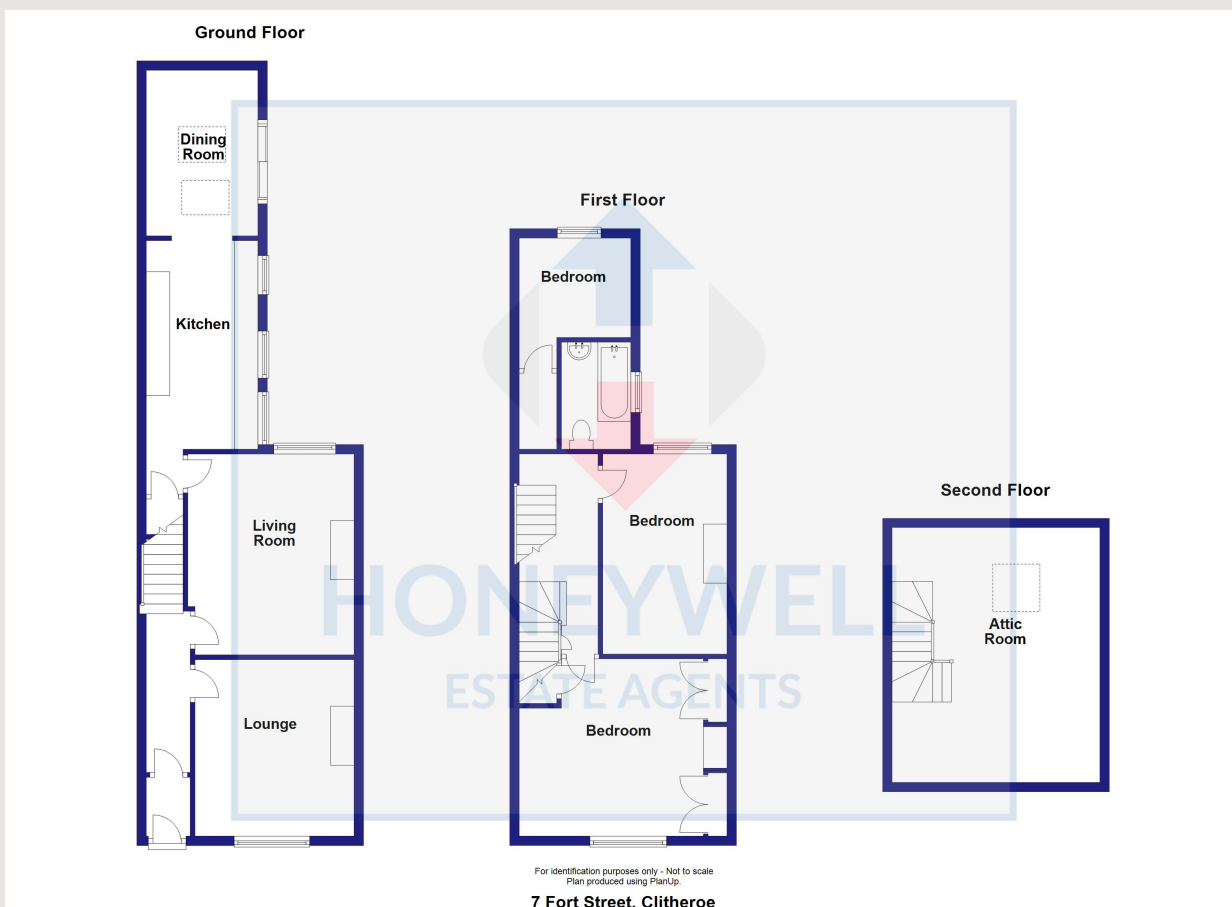 Ground Floor
Dining
Room
Kitchen
Living
Room
Lounge
First Floor
Bedroom
Bedroom
Bedroom
Second Floor
Attic
Room
HONEYWELL
ESTATE AGENTS
For identification purposes only - Not to scale
Plan produced using PlanUp.
7 Fort Street, Clitheroe